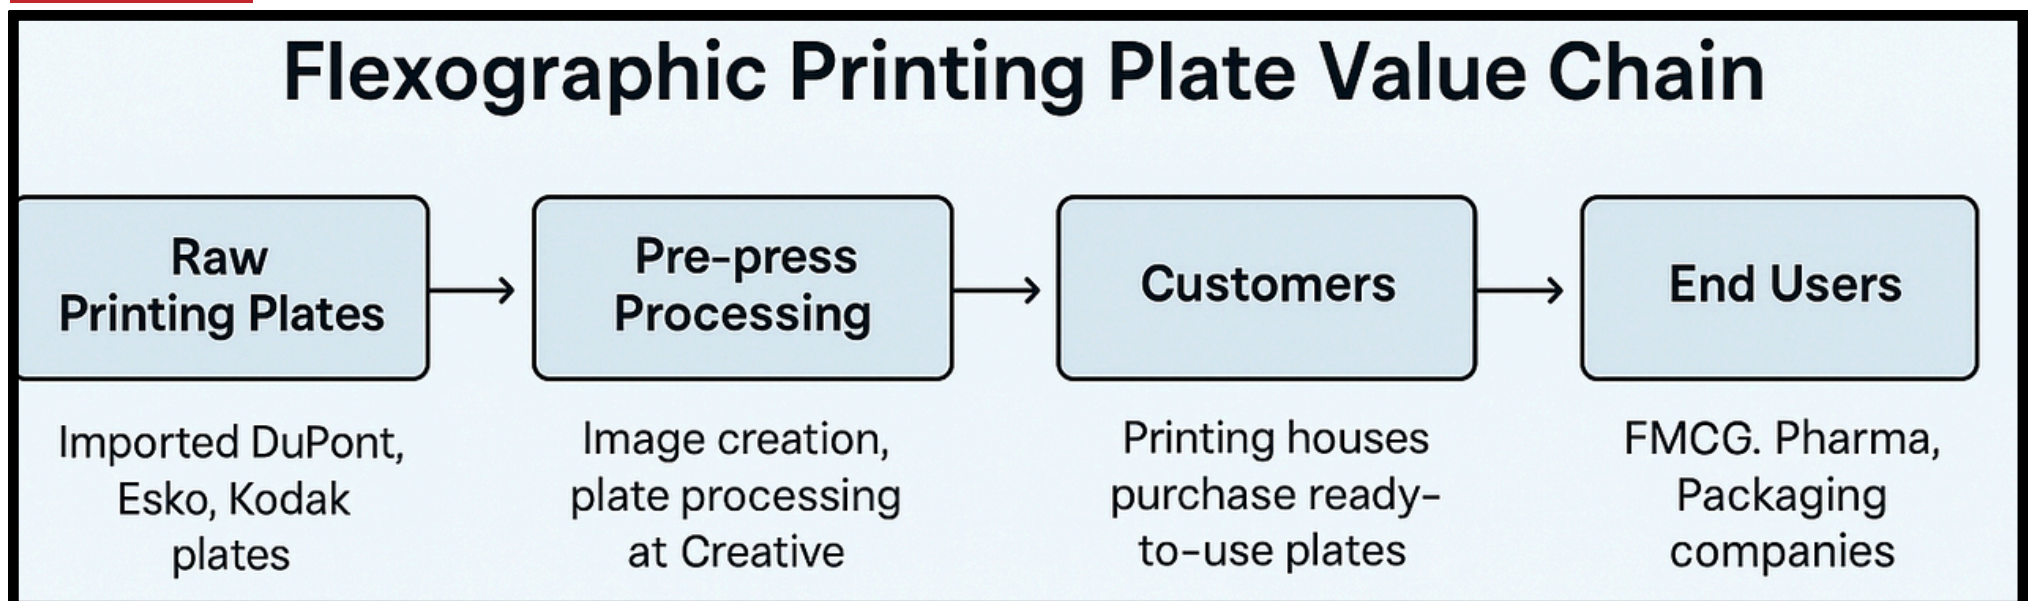 Flexographic Printing Plate Value Chain
Raw
Printing Plates
Pre-press
Processing
Customers
End Users
Imported DuPont,
Esko, Kodak
plates
Image creation,
plate processing
at Creative
Printing houses
purchase ready-
to-use plates
FMCG. Pharma,
Packaging
companies